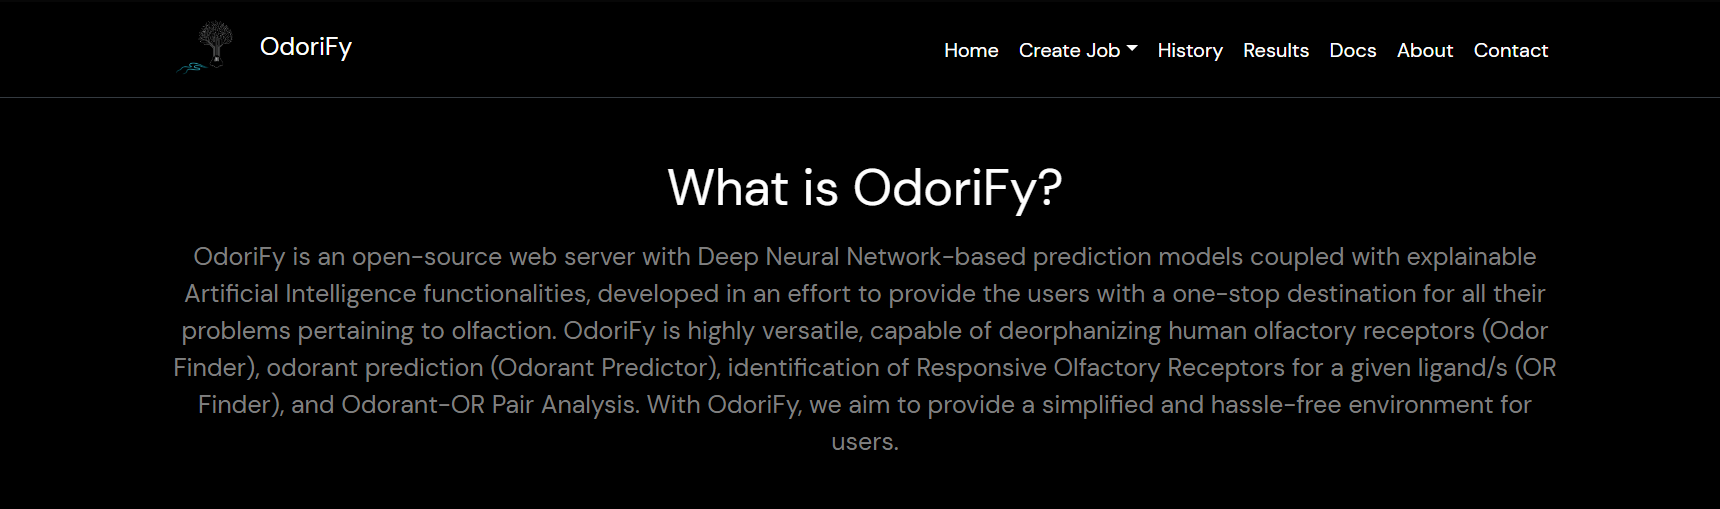 OdoriFy
Home Create Job History Results Docs About Contact
What is OdoriFy?
OdoriFy is an open-source web server with Deep Neural Network-based prediction models coupled with explainable
Artificial Intelligence functionalities, developed in an effort to provide the users with a one-stop destination for all their
problems pertaining to olfaction. OdoriFy is highly versatile, capable of deorphanizing human olfactory receptors (Odor
Finder), odorant prediction (Odorant Predictor), identification of Responsive Olfactory Receptors for a given ligand/s (OR
Finder), and Odorant-OR Pair Analysis. With OdoriFy, we aim to provide a simplified and hassle-free environment for
users.